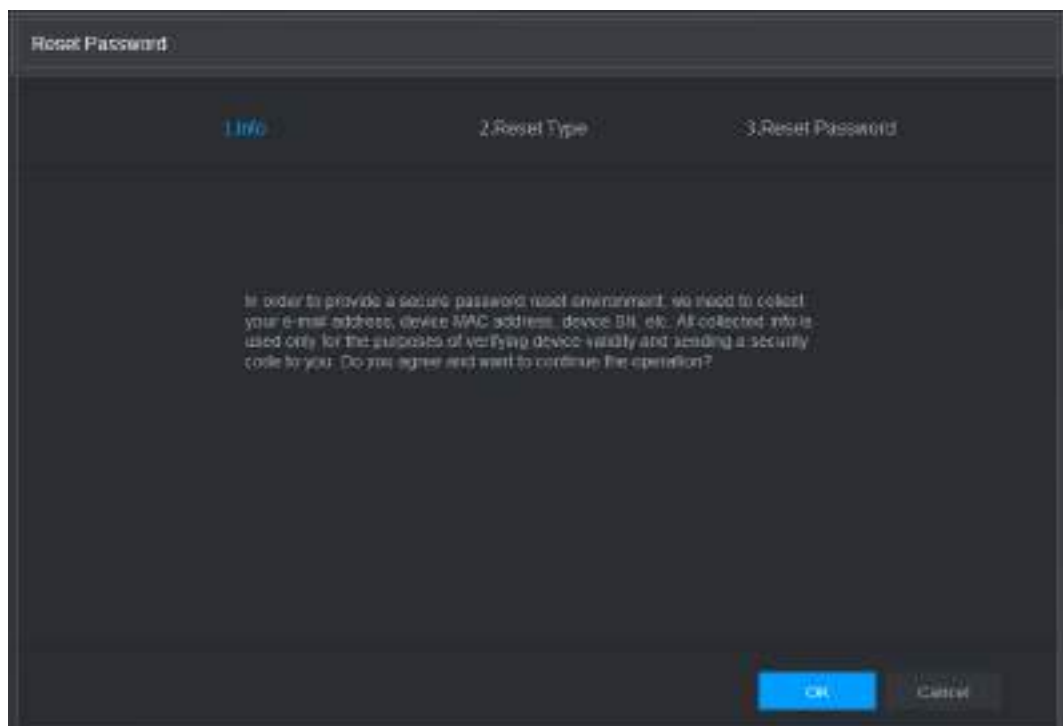 Reset Password
1.Info
2.Reset Type
3.Reset Password
In order to provide a secure password reset environment, we need to collect
your e-mail address, device MAC address, device SN, etc. All collected info is
used only for the purposes of verifying device validity and sending a security
code to you. Do you agree and want to continue the operation?
OK
Cancel